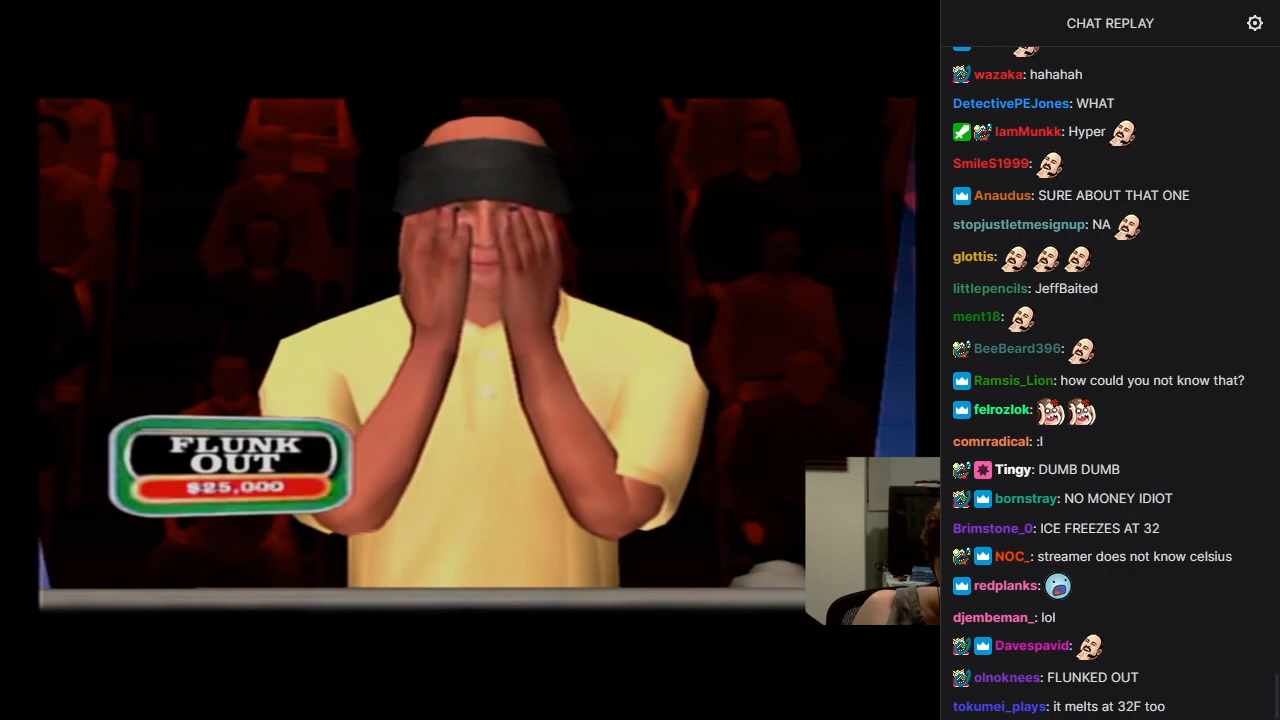 CHAT REPLAY
wazaka: hahahah
DetectivePEJones: WHAT
IamMunkk: Hyper
SmileS1999:
Anaudus: SURE ABOUT THAT ONE
stopjustletmesignup: NA
glottis:
littlepencils: JeffBaited
ment18:
BeeBeard396:
Ramsis_Lion: how could you not know that?
felrozlok:
comrradical: :l
Tingy: DUMB DUMB
bornstray: NO MONEY IDIOT
Brimstone_0: ICE FREEZES AT 32
NOC_: streamer does not know celsius
redplanks:
djembeman_: lol
Davespavid:
olnoknees: FLUNKED OUT
tokumei_plays: it melts at 32F too
FLUNK
OUT
$25,000